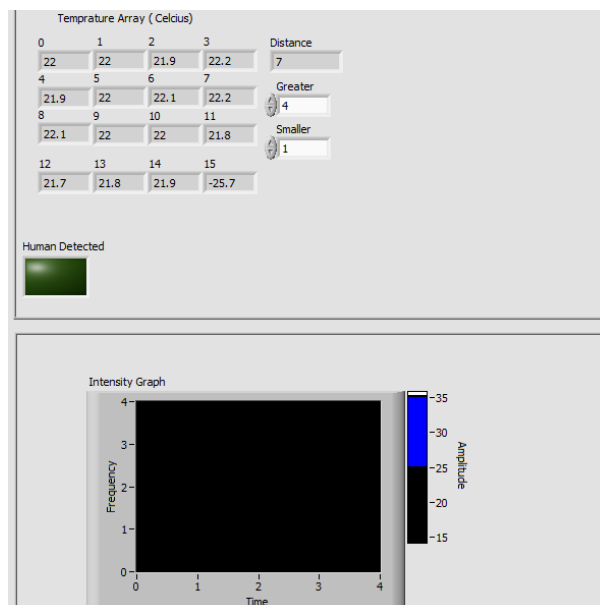 Temprature Array ( Celcius)
0 1 2 3 Distance
22 22 21.9 22.2 7
4 5 6 7 Greater
21.9 22 22.1 22.2 4
8 9 10 11 Smaller
22.1 22 22 21.8 1
12 13 14 15
21.7 21.8 21.9 -25.7
Human Detected
Intensity Graph
4 35
3 30
Frequency
2 25
Amplitude
1 20
0 15
0 1 2 3 4
Time